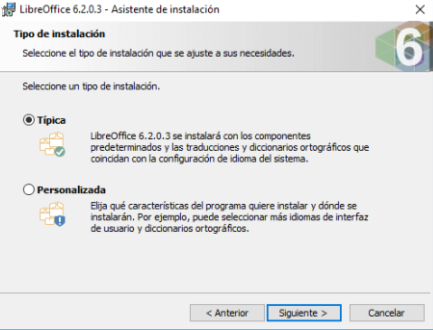 LibreOffice 6.2.0.3 - Asistente de instalación
Tipo de instalación
Seleccione el tipo de instalación que se ajuste a sus necesidades.
6
Seleccione un tipo de instalación.
Típica
LibreOffice 6.2.0.3 se instalará con los componentes
predeterminados y las traducciones y diccionarios ortográficos que
coincidan con la configuración de idioma del sistema.
Personalizada
Elija qué características del programa quiere instalar y dónde se
instalarán. Por ejemplo, puede seleccionar más idiomas de interfaz
de usuario y diccionarios ortográficos.
< Anterior Siguiente > Cancelar